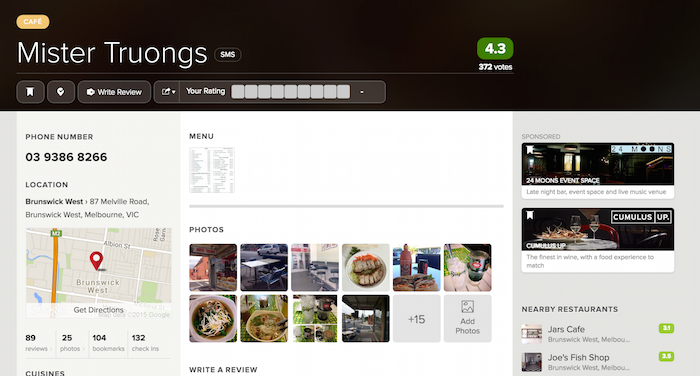 CAFÉ
Mister Truongs SMS
4.3
372 votes
Write Review
Your Rating
-
PHONE NUMBER
03 9386 8266
LOCATION
Brunswick West › 87 Melville Road,
Brunswick West, Melbourne, VIC
M2
Albion St
Rose
Brunswick
West
Get Directions
89
reviews
25
photos
104
bookmarks
132
check ins
CUISINES
MENU
PHOTOS
+15
Add
Photos
WRITE A REVIEW
SPONSORED
24 MOONS
24 MOONS EVENT SPACE
Late night bar, event space and live music venue
CUMULUS UP.
CUMULUS UP
The finest in wine, with a food experience to
match
NEARBY RESTAURANTS
Jars Cafe
3.1
Brunswick West, Melbou...
Joe's Fish Shop
3.5
Brunswick West, Melbou...